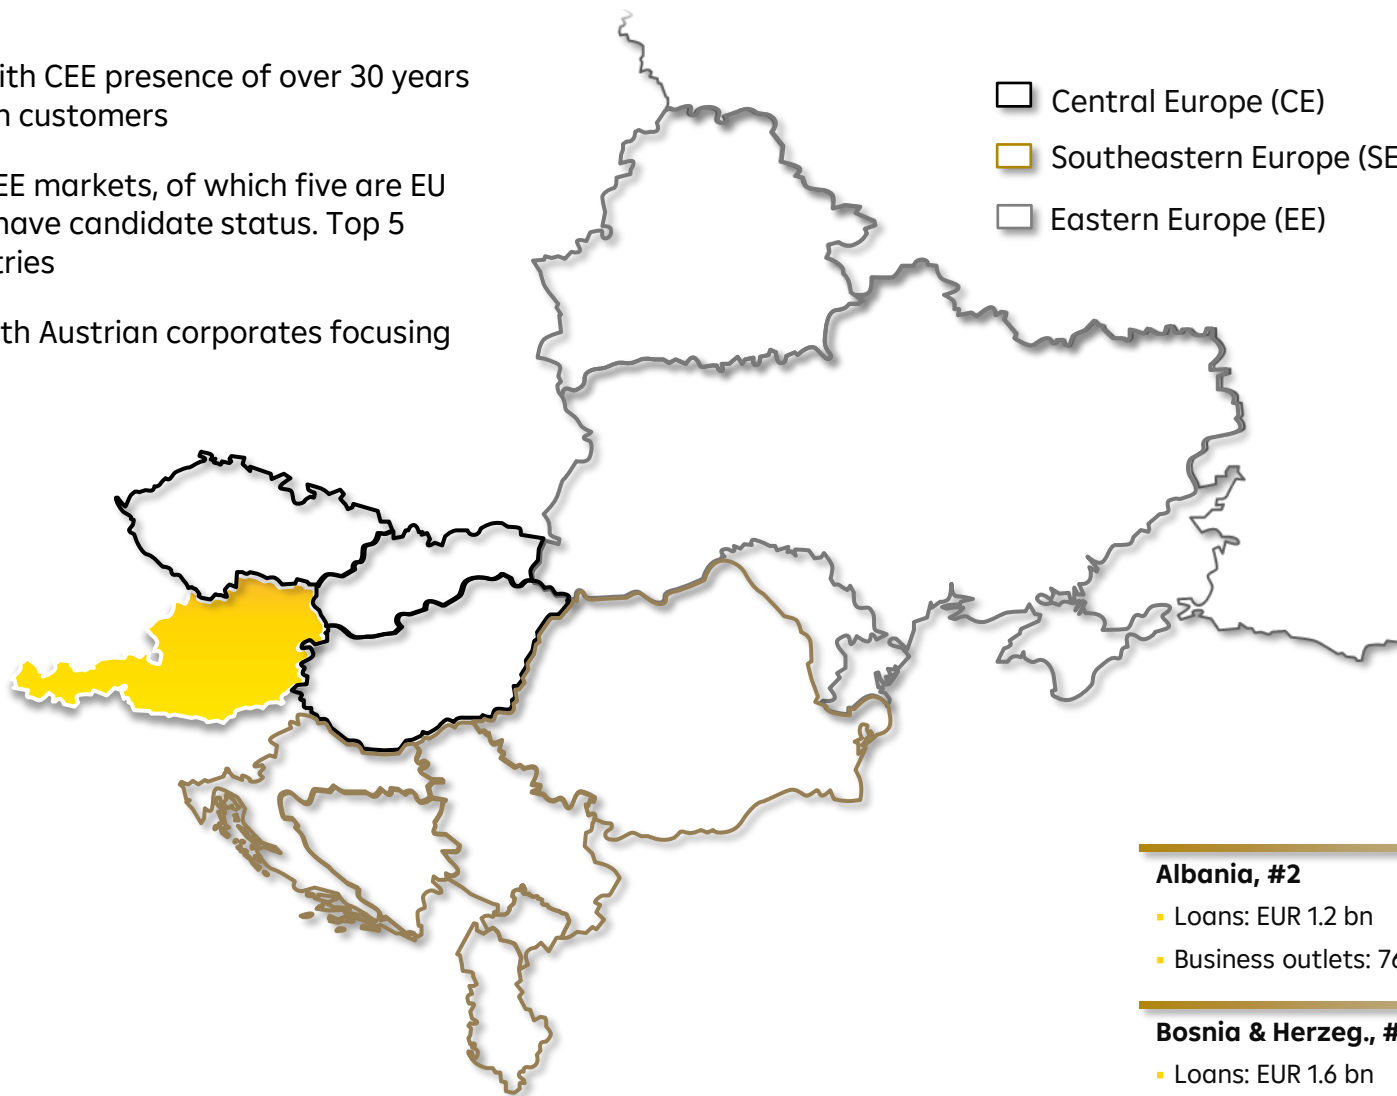 ith CEE presence of over 30 years
n customers
EE markets, of which five are EU
have candidate status. Top 5
tries
th Austrian corporates focusing
Central Europe (CE)
Southeastern Europe (SE
Eastern Europe (EE)
Albania, #2
▪ Loans: EUR 1.2 bn
▪ Business outlets: 76
Bosnia & Herzeg., #
▪ Loans: EUR 1.6 bn